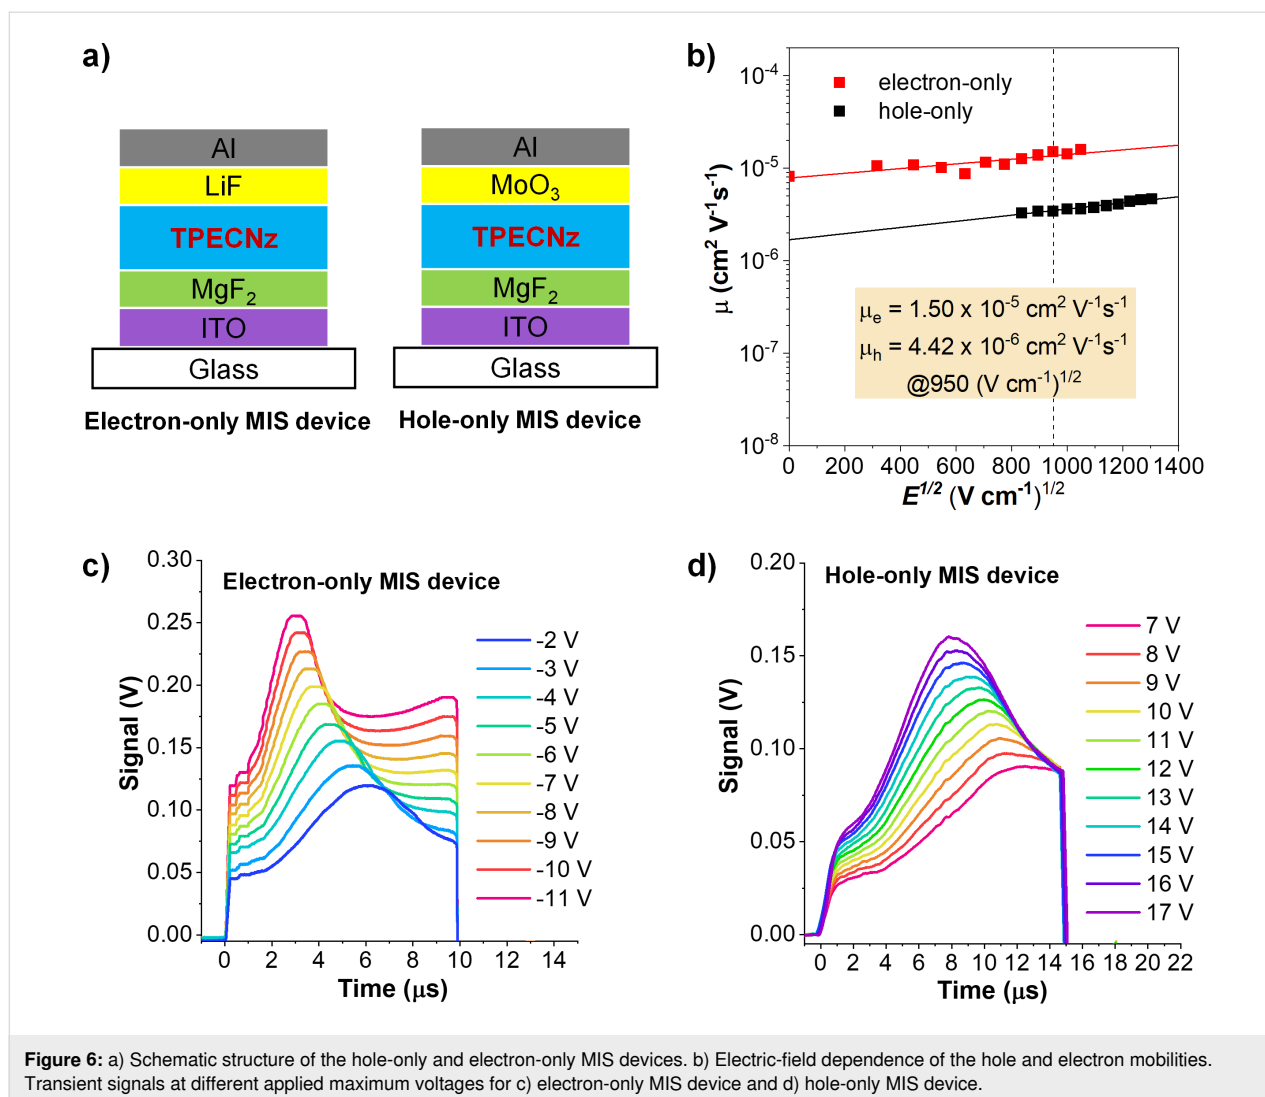 a)
Al
LiF
TPECNz
MgF2
ITO
Glass
Electron-only MIS device
Al
MoO3
TPECNz
MgF2
ITO
Glass
Hole-only MIS device
b)
electron-only
hole-only
μe = 1.50 x 10-5 cm2 V-1s-1
μh = 4.42 x 10-6 cm2 V-1s-1
@950 (V cm-1)1/2
10-4
10-5
10-6
10-7
10-8
μ (cm2 V-1s-1)
0 200 400 600 800 1000 1200 1400
E1/2 (V cm-1)1/2
c)
Electron-only MIS device
0.30
0.25
0.20
0.15
0.10
0.05
0.00
Signal (V)
-2 V
-3 V
-4 V
-5 V
-6 V
-7 V
-8 V
-9 V
-10 V
-11 V
0 2 4 6 8 10 12 14
Time (μs)
d)
Hole-only MIS device
0.20
0.15
0.10
0.05
0.00
Signal (V)
7 V
8 V
9 V
10 V
11 V
12 V
13 V
14 V
15 V
16 V
17 V
0 2 4 6 8 10 12 14 16 18 20 22
Time (μs)
Figure 6: a) Schematic structure of the hole-only and electron-only MIS devices. b) Electric-field dependence of the hole and electron mobilities.
Transient signals at different applied maximum voltages for c) electron-only MIS device and d) hole-only MIS device.